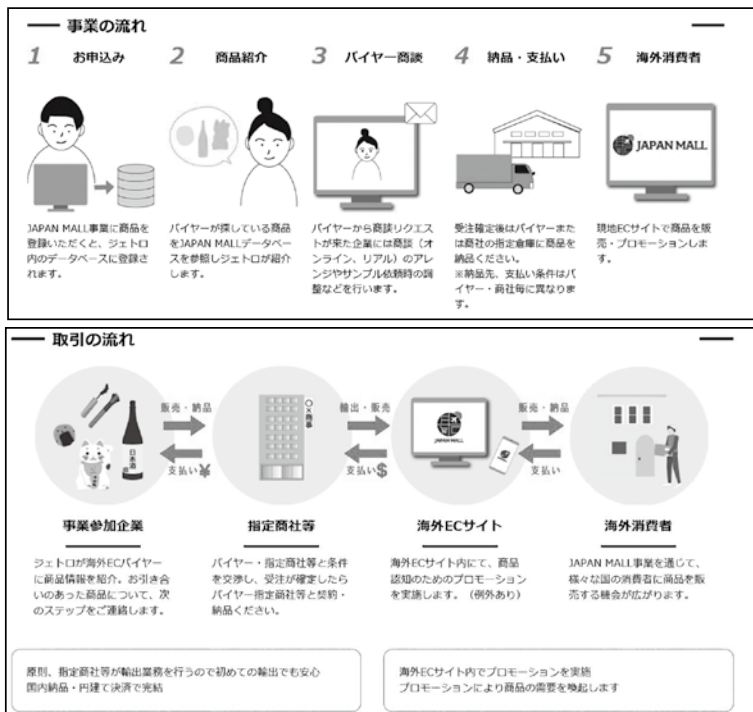 事業の流れ
1 お申込み
2 商品紹介
3 バイヤー商談
4 納品・支払い
5 海外消費者
JAPAN MALL
JAPAN MALL事業に商品を
登録いただくと、ジェトロ
内のデータベースに登録さ
れます。
バイヤーが探している商品
をJAPAN MALLデータベー
スを参照しジェトロが紹介
します。
バイヤーから商談リクエス
トが来た企業には商談（オ
ンライン、リアル）のアレ
ンジやサンプル依頼時の調
整などを行います。
受注確定後はバイヤーまた
は商社の指定倉庫に商品を
納品ください。
※納品先、支払い条件はバ
イヤー・商社毎に異なりま
す。
現地ECサイトで商品を販
売・プロモーションしま
す。
取引の流れ
日本酒
販売・納品
支払い¥
〇×商事
輸出・販売
支払い$
JAPAN MALL
販売・納品
支払い
事業参加企業
ジェトロが海外ECバイヤー
に商品情報を紹介。お引き合
いのあった商品について、次
のステップをご連絡します。
指定商社等
バイヤー・指定商社等と条件
を交渉し、受注が確定したら
バイヤー指定商社等と契約・
納品ください。
海外ECサイト
海外ECサイト内にて、商品
認知のためのプロモーション
を実施します。（例外あり）
海外消費者
JAPAN MALL事業を通じて、
様々な国の消費者に商品を販
売する機会が広がります。
原則、指定商社等が輸出業務を行うので初めての輸出でも安心
国内納品・円建て決済で完結
海外ECサイト内でプロモーションを実施
プロモーションにより商品の需要を喚起します